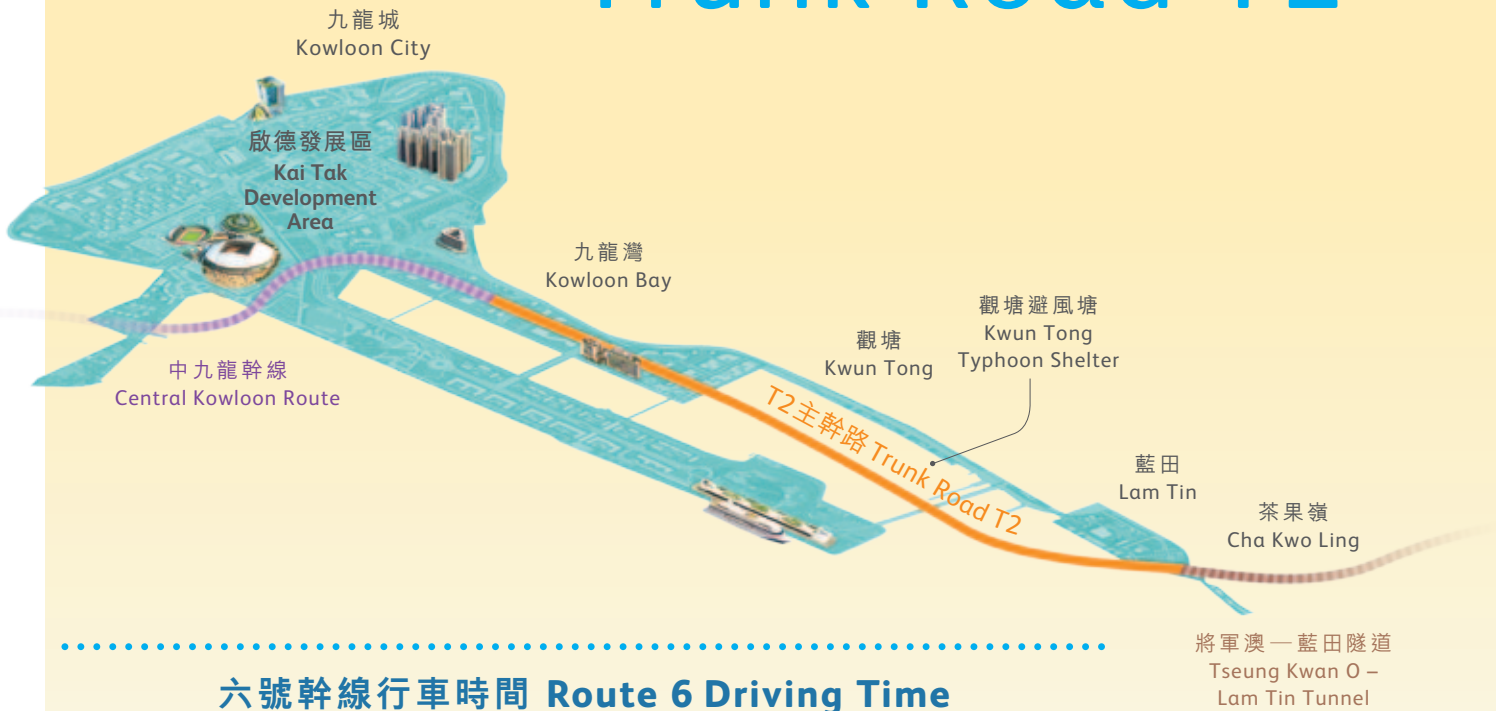 Trunk Road T2
九龍城
Kowloon City
啟德發展區
Kai Tak
Development
Area
九龍灣
Kowloon Bay
觀塘避風塘
Kwun Tong
Typhoon Shelter
觀塘
Kwun Tong
中九龍幹線
Central Kowloon Route
T2主幹路 Trunk Road T2
藍田
Lam Tin
茶果嶺
Cha Kwo Ling
將軍澳—藍田隧道
Tseung Kwan O –
Lam Tin Tunnel
六號幹線行車時間 Route 6 Driving Time